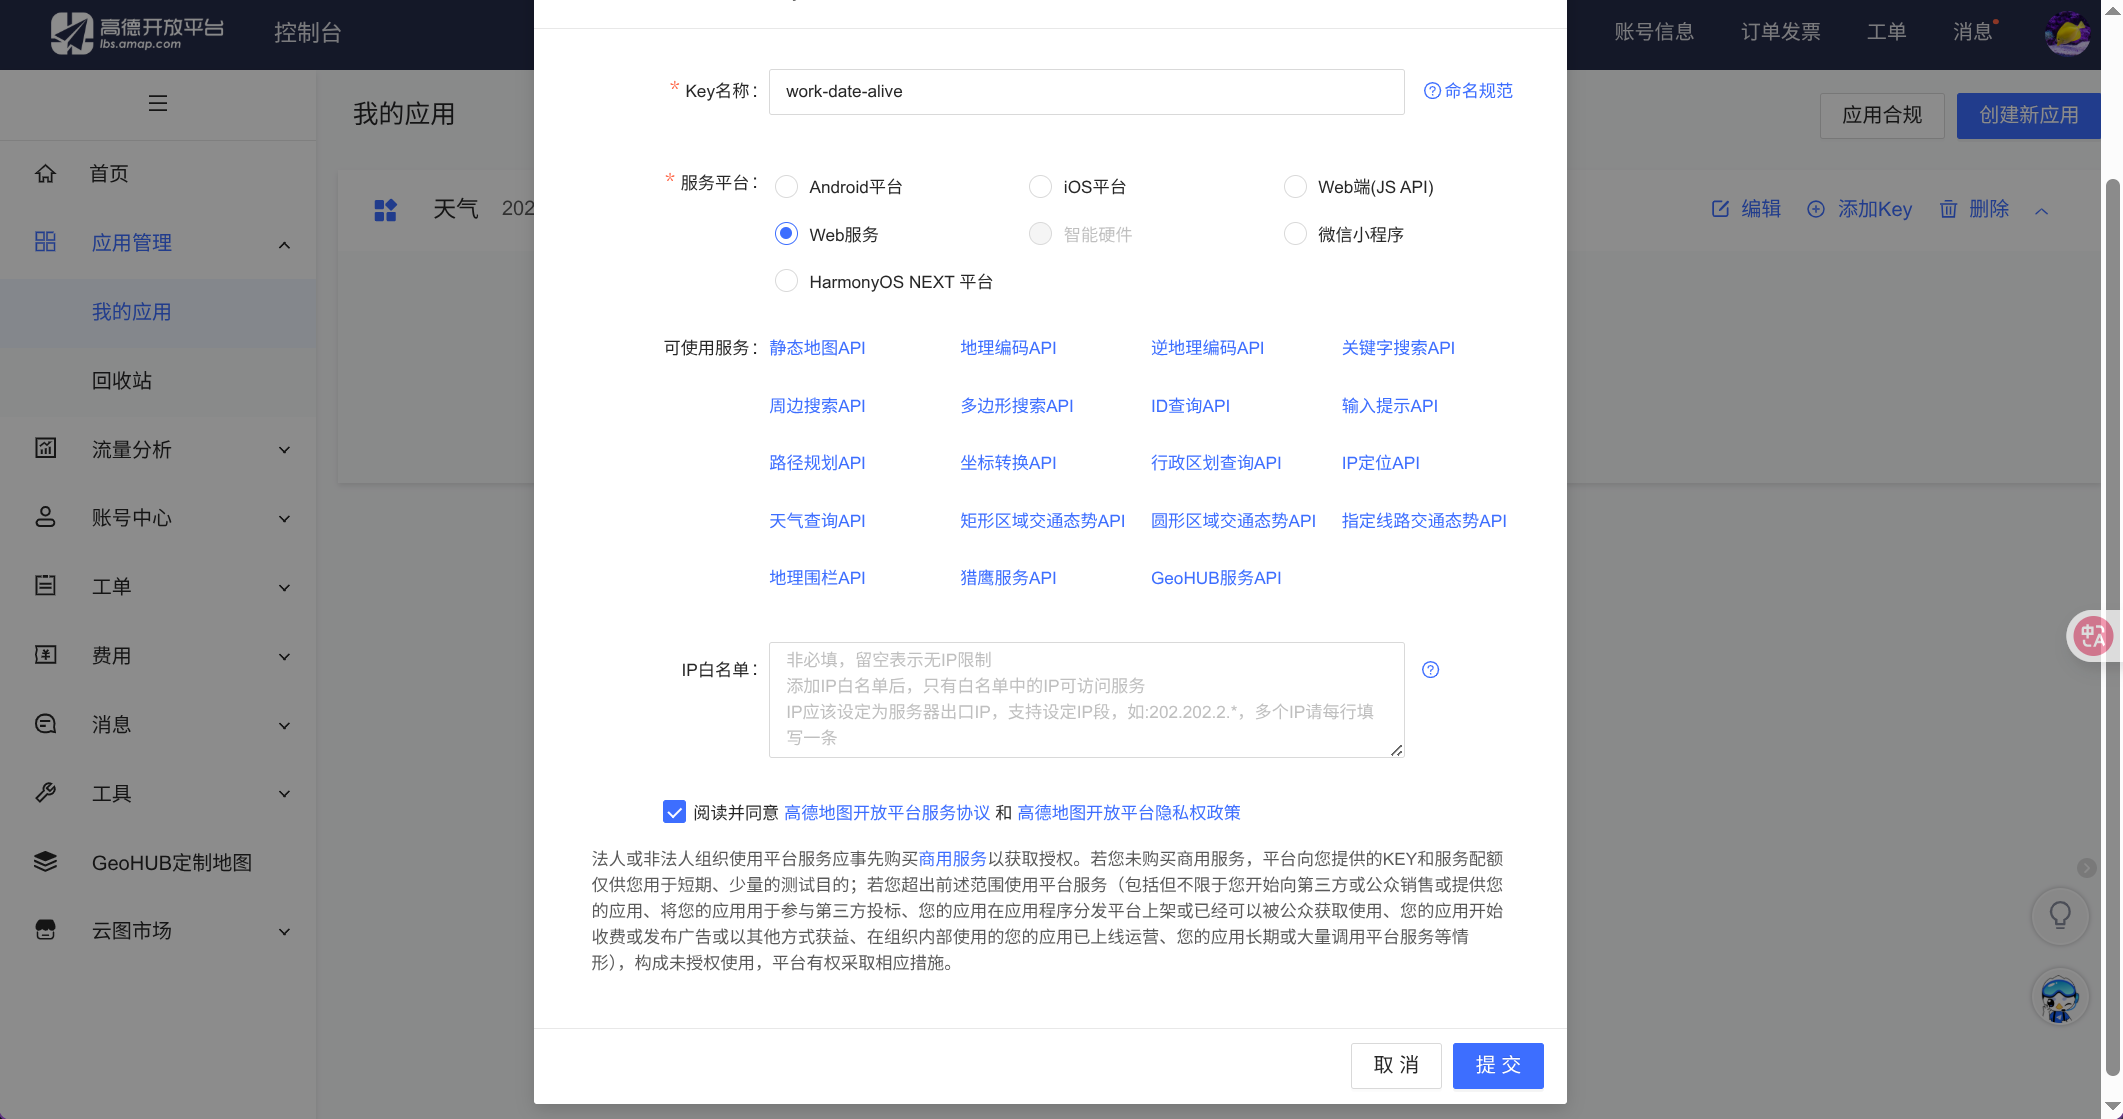 高德开放平台
lbs.amap.com
控制台
账号信息
订单发票
工单
消息
首页
应用管理
我的应用
回收站
流量分析
账号中心
工单
费用
消息
工具
GeoHUB定制地图
云图市场
我的应用
应用合规
创建新应用
天气
202
编辑
添加Key
删除
* Key名称：
work-date-alive
命名规范
* 服务平台：
Android平台
iOS平台
Web端(JS API)
Web服务
智能硬件
微信小程序
HarmonyOS NEXT 平台
可使用服务：
静态地图API
地理编码API
逆地理编码API
关键字搜索API
周边搜索API
多边形搜索API
ID查询API
输入提示API
路径规划API
坐标转换API
行政区划查询API
IP定位API
天气查询API
矩形区域交通态势API
圆形区域交通态势API
指定线路交通态势API
地理围栏API
猎鹰服务API
GeoHUB服务API
IP白名单：
非必填，留空表示无IP限制
添加IP白名单后，只有白名单中的IP可访问服务
IP应该设定为服务器出口IP，支持设定IP段，如:202.202.2.*，多个IP请每行填
写一条
阅读并同意 高德地图开放平台服务协议 和 高德地图开放平台隐私权政策
法人或非法人组织使用平台服务应事先购买商用服务以获取授权。若您未购买商用服务，平台向您提供的KEY和服务配额
仅供您用于短期、少量的测试目的；若您超出前述范围使用平台服务（包括但不限于您开始向第三方或公众销售或提供您
的应用、将您的应用用于参与第三方投标、您的应用在应用程序分发平台上架或已经可以被公众获取使用、您的应用开始
收费或发布广告或以其他方式获益、在组织内部使用的您的应用已上线运营、您的应用长期或大量调用平台服务等情
形），构成未授权使用，平台有权采取相应措施。
取 消
提 交
中A